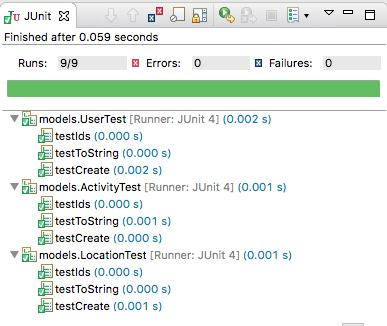 JUnit
Finished after 0.059 seconds
Runs: 9/9 Errors: 0 Failures: 0
models.UserTest [Runner: JUnit 4] (0.002 s)
testIds (0.000 s)
testToString (0.000 s)
testCreate (0.002 s)
models.ActivityTest [Runner: JUnit 4] (0.001 s)
testIds (0.000 s)
testToString (0.001 s)
testCreate (0.000 s)
models.LocationTest [Runner: JUnit 4] (0.001 s)
testIds (0.000 s)
testToString (0.000 s)
testCreate (0.001 s)